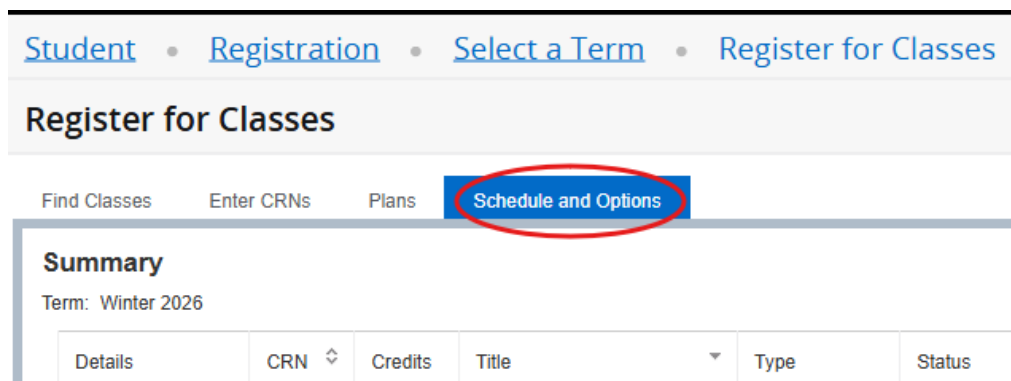 Student • Registration • Select a Term • Register for Classes
Register for Classes
Find Classes Enter CRNs Plans Schedule and Options
Summary
Term: Winter 2026
Details CRN Credits Title Type Status